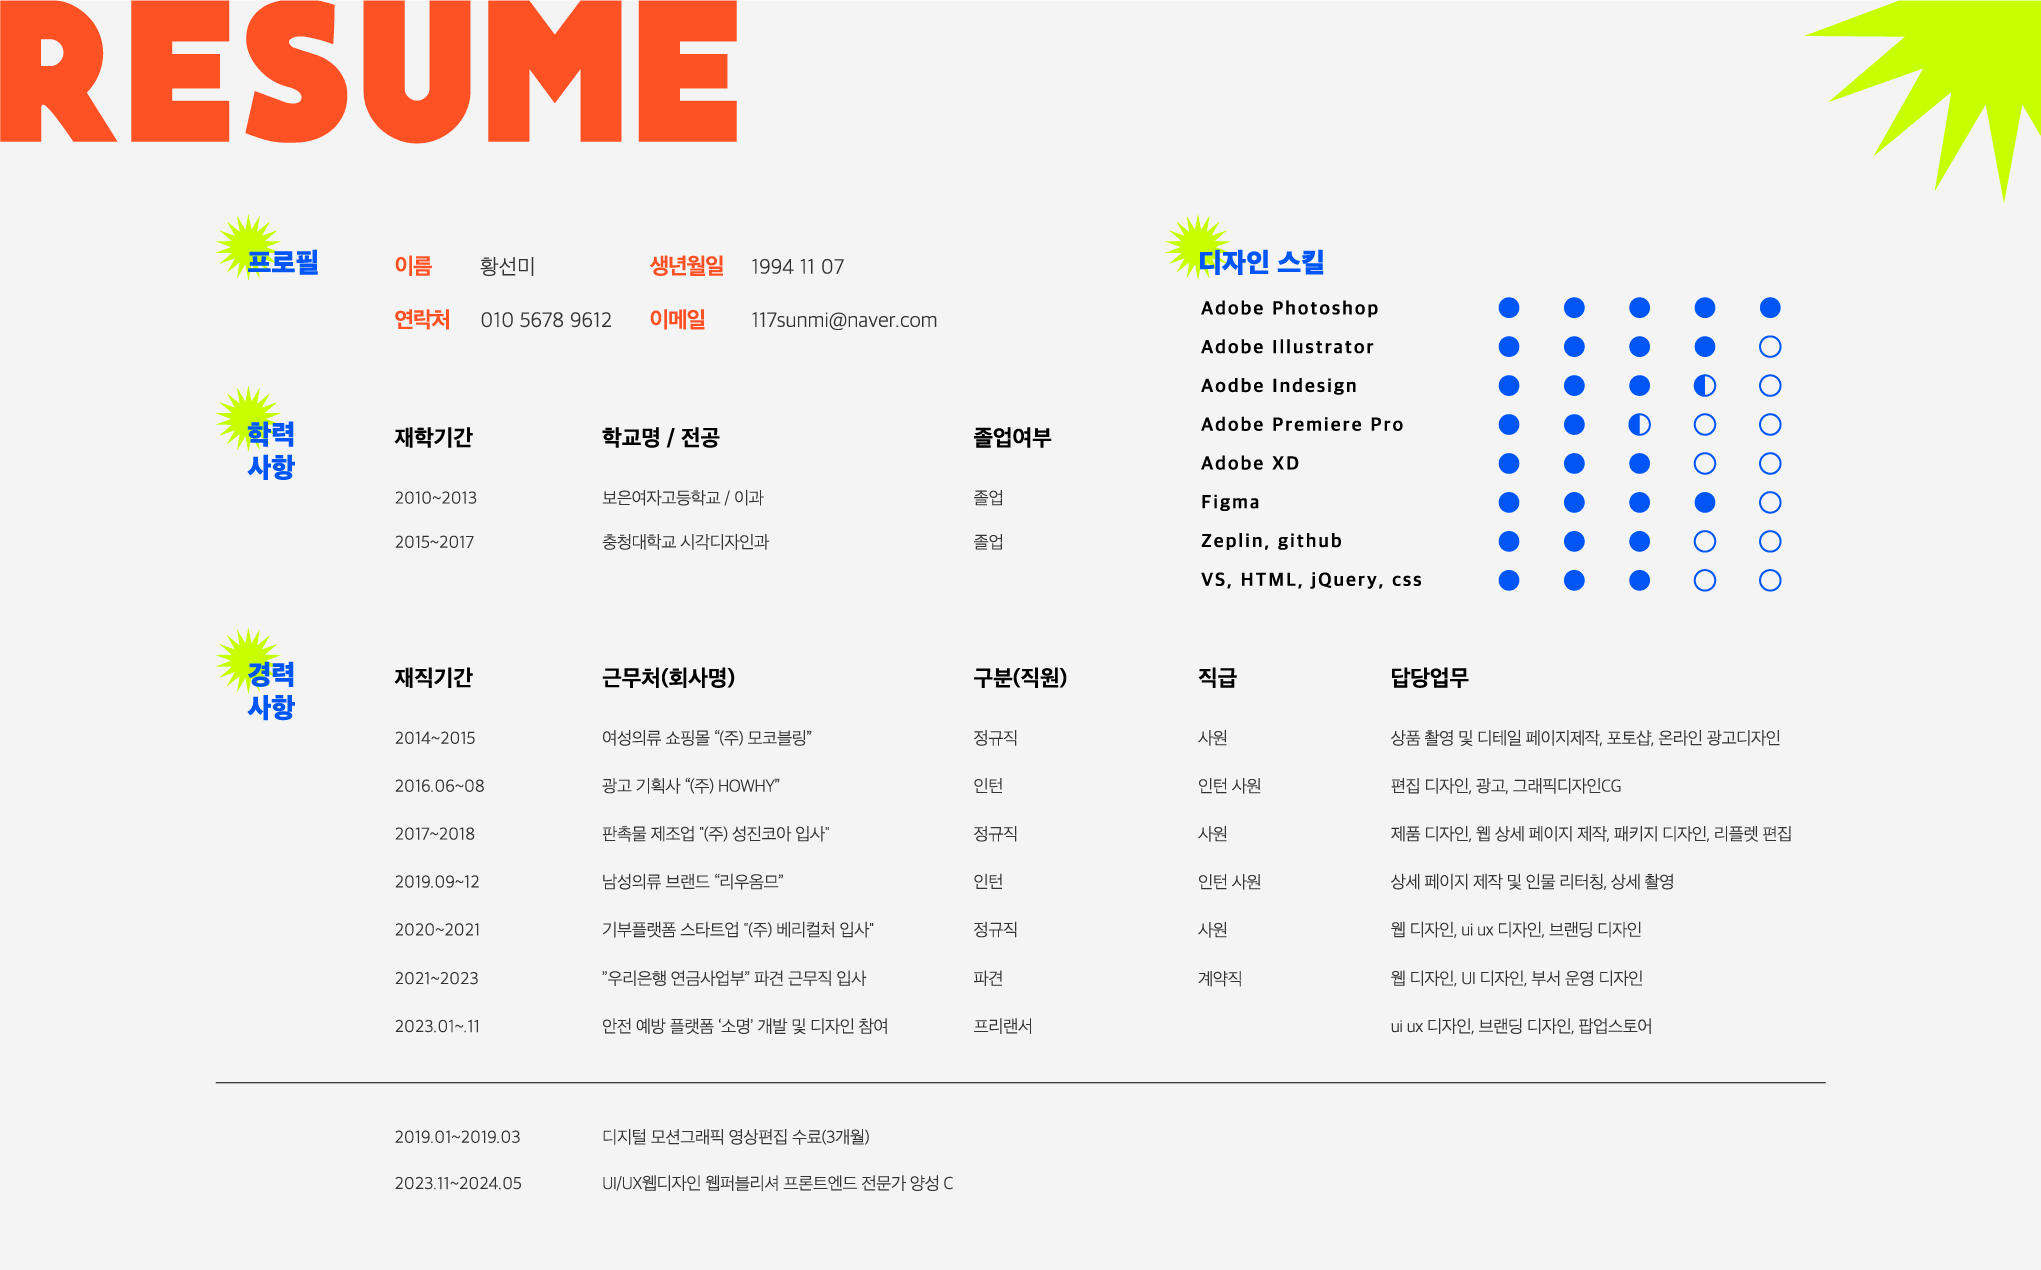 RESUME
프로필
이름 황선미 생년월일 1994 11 07
연락처 010 5678 9612 이메일 117sunmi@naver.com
디자인 스킬
Adobe Photoshop
Adobe Illustrator
Aodbe Indesign
Adobe Premiere Pro
Adobe XD
Figma
Zeplin, github
VS, HTML, jQuery, css
학력
사항
재학기간 학교명 / 전공 졸업여부
2010~2013 보은여자고등학교 / 이과 졸업
2015~2017 충청대학교 시각디자인과 졸업
경력
사항
재직기간 근무처(회사명) 구분(직원) 직급 답당업무
2014~2015 여성의류 쇼핑몰 “(주) 모코블링” 정규직 사원 상품 촬영 및 디테일 페이지제작, 포토샵, 온라인 광고디자인
2016.06~08 광고 기획사 “(주) HOWHY” 인턴 인턴 사원 편집 디자인, 광고, 그래픽디자인CG
2017~2018 판촉물 제조업 "(주) 성진코아 입사" 정규직 사원 제품 디자인, 웹 상세 페이지 제작, 패키지 디자인, 리플렛 편집
2019.09~12 남성의류 브랜드 “리우옴므” 인턴 인턴 사원 상세 페이지 제작 및 인물 리터칭, 상세 촬영
2020~2021 기부플랫폼 스타트업 "(주) 베리컬처 입사" 정규직 사원 웹 디자인, ui ux 디자인, 브랜딩 디자인
2021~2023 ”우리은행 연금사업부” 파견 근무직 입사 파견 계약직 웹 디자인, UI 디자인, 부서 운영 디자인
2023.01~.11 안전 예방 플랫폼 ‘소명’ 개발 및 디자인 참여 프리랜서 ui ux 디자인, 브랜딩 디자인, 팝업스토어
2019.01~2019.03 디지털 모션그래픽 영상편집 수료(3개월)
2023.11~2024.05 UI/UX웹디자인 웹퍼블리셔 프론트엔드 전문가 양성 C